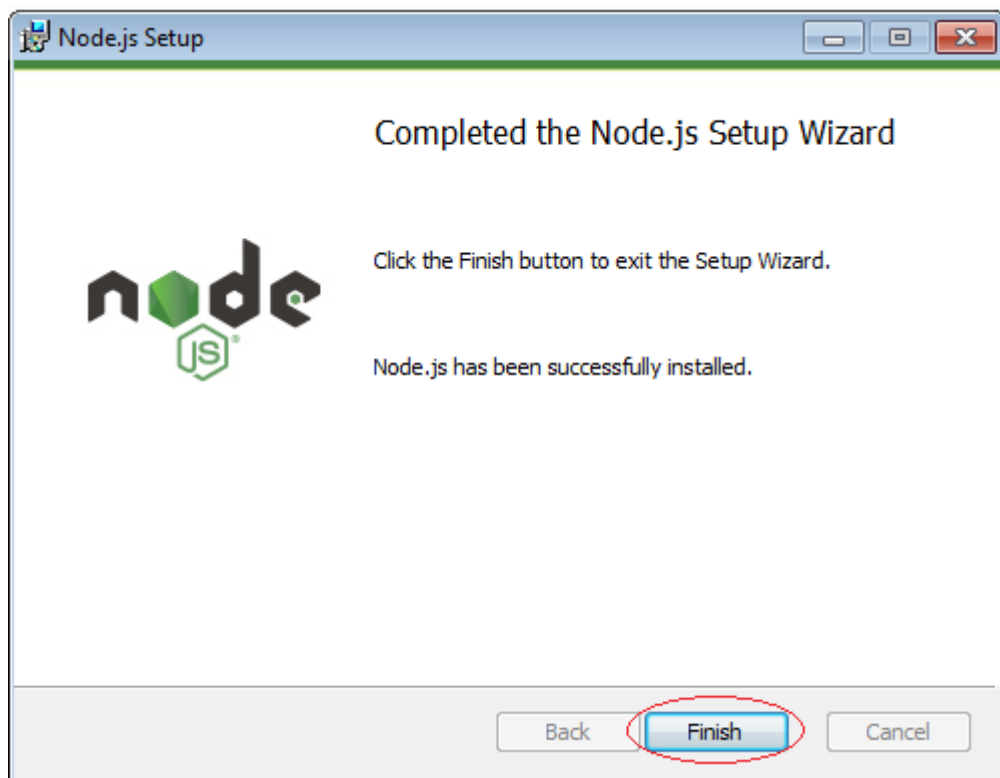 Node.js Setup
Completed the Node.js Setup Wizard
Click the Finish button to exit the Setup Wizard.
node
JS®
Node.js has been successfully installed.
Back Finish Cancel